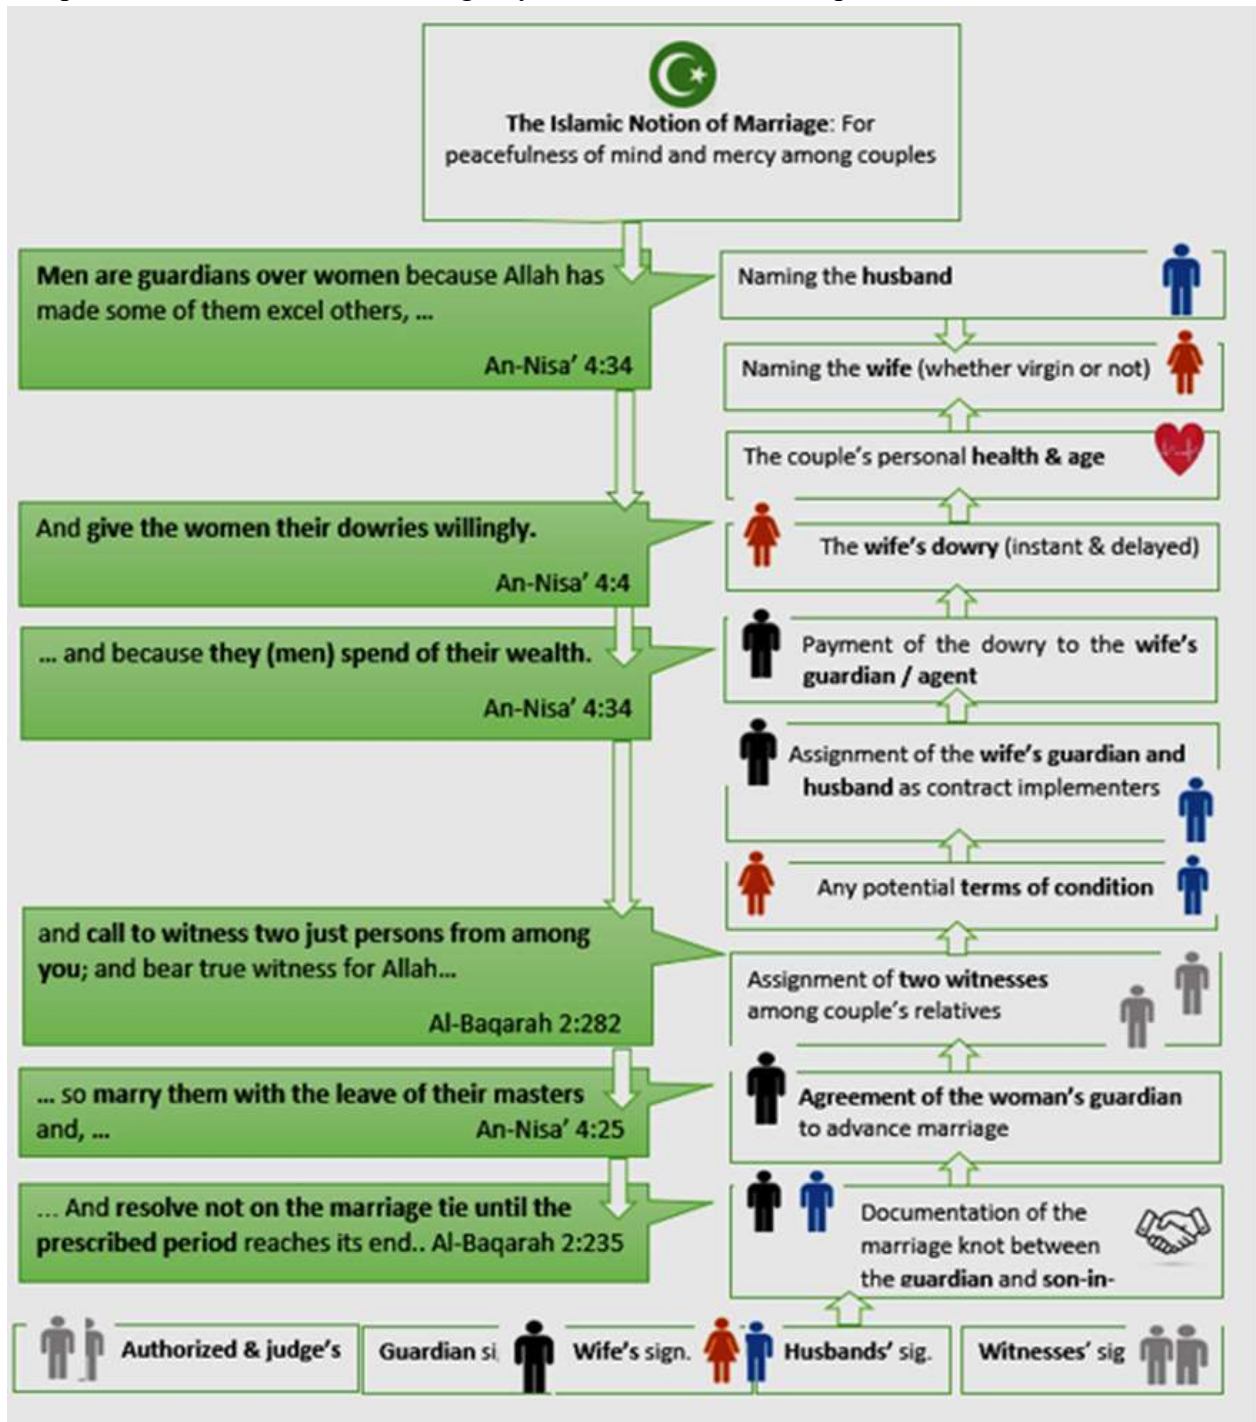 The Islamic Notion of Marriage: For
peacefulness of mind and mercy among couples
Men are guardians over women because Allah has
made some of them excel others, ...
An-Nisa’ 4:34
Naming the husband
Naming the wife (whether virgin or not)
The couple’s personal health & age
And give the women their dowries willingly.
An-Nisa’ 4:4
The wife’s dowry (instant & delayed)
... and because they (men) spend of their wealth.
An-Nisa’ 4:34
Payment of the dowry to the wife’s
guardian / agent
Assignment of the wife’s guardian and
husband as contract implementers
Any potential terms of condition
and call to witness two just persons from among
you; and bear true witness for Allah...
Al-Baqarah 2:282
Assignment of two witnesses
among couple’s relatives
... so marry them with the leave of their masters
and, ... An-Nisa’ 4:25
Agreement of the woman’s guardian
to advance marriage
... And resolve not on the marriage tie until the
prescribed period reaches its end.. Al-Baqarah 2:235
Documentation of the
marriage knot between
the guardian and son-in-
Authorized & judge’s
Guardian si
Wife’s sign.
Husbands’ sig.
Witnesses’ sig